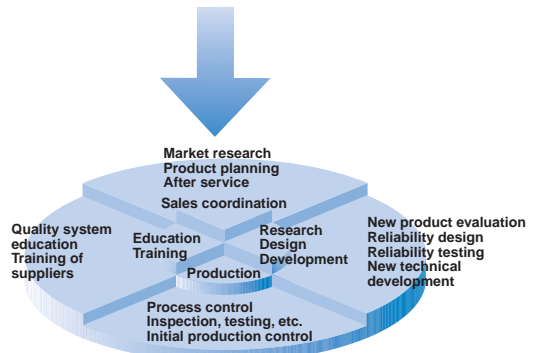 Market research
Product planning
After service
Sales coordination
Quality system
education
Training of
suppliers
Education
Training
Research
Design
Development
New product evaluation
Reliability design
Reliability testing
New technical
development
Production
Process control
Inspection, testing, etc.
Initial production control